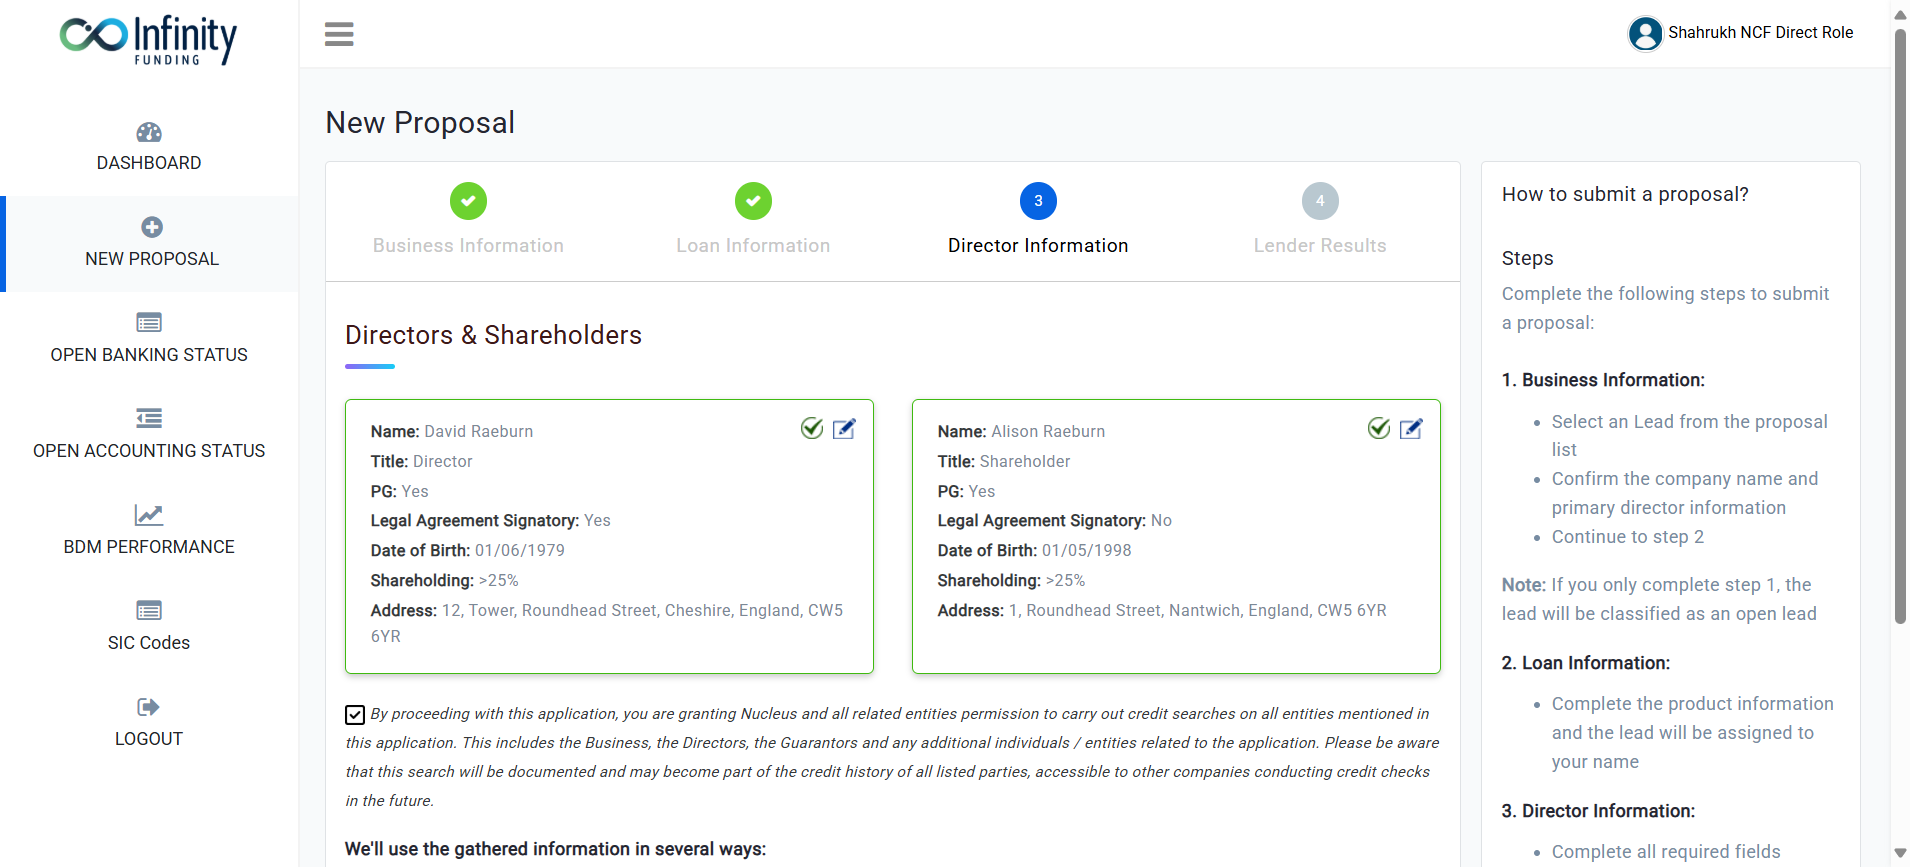 Infinity
FUNDING
Shahrukh NCF Direct Role
DASHBOARD
NEW PROPOSAL
OPEN BANKING STATUS
OPEN ACCOUNTING STATUS
BDM PERFORMANCE
SIC Codes
LOGOUT
New Proposal
Business Information
Loan Information
3
Director Information
4
Lender Results
Directors & Shareholders
Name: David Raeburn
Title: Director
PG: Yes
Legal Agreement Signatory: Yes
Date of Birth: 01/06/1979
Shareholding: >25%
Address: 12, Tower, Roundhead Street, Cheshire, England, CW5
6YR
Name: Alison Raeburn
Title: Shareholder
PG: Yes
Legal Agreement Signatory: No
Date of Birth: 01/05/1998
Shareholding: >25%
Address: 1, Roundhead Street, Nantwich, England, CW5 6YR
By proceeding with this application, you are granting Nucleus and all related entities permission to carry out credit searches on all entities mentioned in
this application. This includes the Business, the Directors, the Guarantors and any additional individuals / entities related to the application. Please be aware
that this search will be documented and may become part of the credit history of all listed parties, accessible to other companies conducting credit checks
in the future.
We'll use the gathered information in several ways:
How to submit a proposal?
Steps
Complete the following steps to submit
a proposal:
1. Business Information:
• Select an Lead from the proposal
list
• Confirm the company name and
primary director information
• Continue to step 2
Note: If you only complete step 1, the
lead will be classified as an open lead
2. Loan Information:
• Complete the product information
and the lead will be assigned to
your name
3. Director Information:
• Complete all required fields